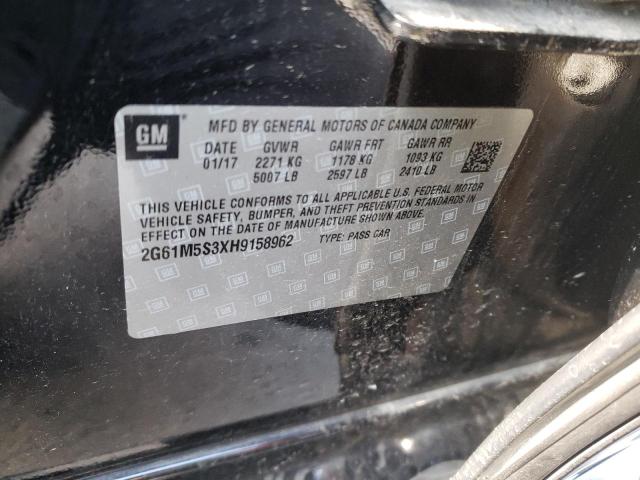 GM
MFD BY GENERAL MOTORS OF CANADA COMPANY
DATE GVWR GAWR FRT GAWR RR
01/17 2271 KG 1178 KG 1093 KG
5007 LB 2597 LB 2410 LB
THIS VEHICLE CONFORMS TO ALL APPLICABLE U.S. FEDERAL MOTOR
VEHICLE SAFETY, BUMPER, AND THEFT PREVENTION STANDARDS IN
EFFECT ON THE DATE OF MANUFACTURE SHOWN ABOVE.
2G61M5S3XH9158962 TYPE: PASS CAR